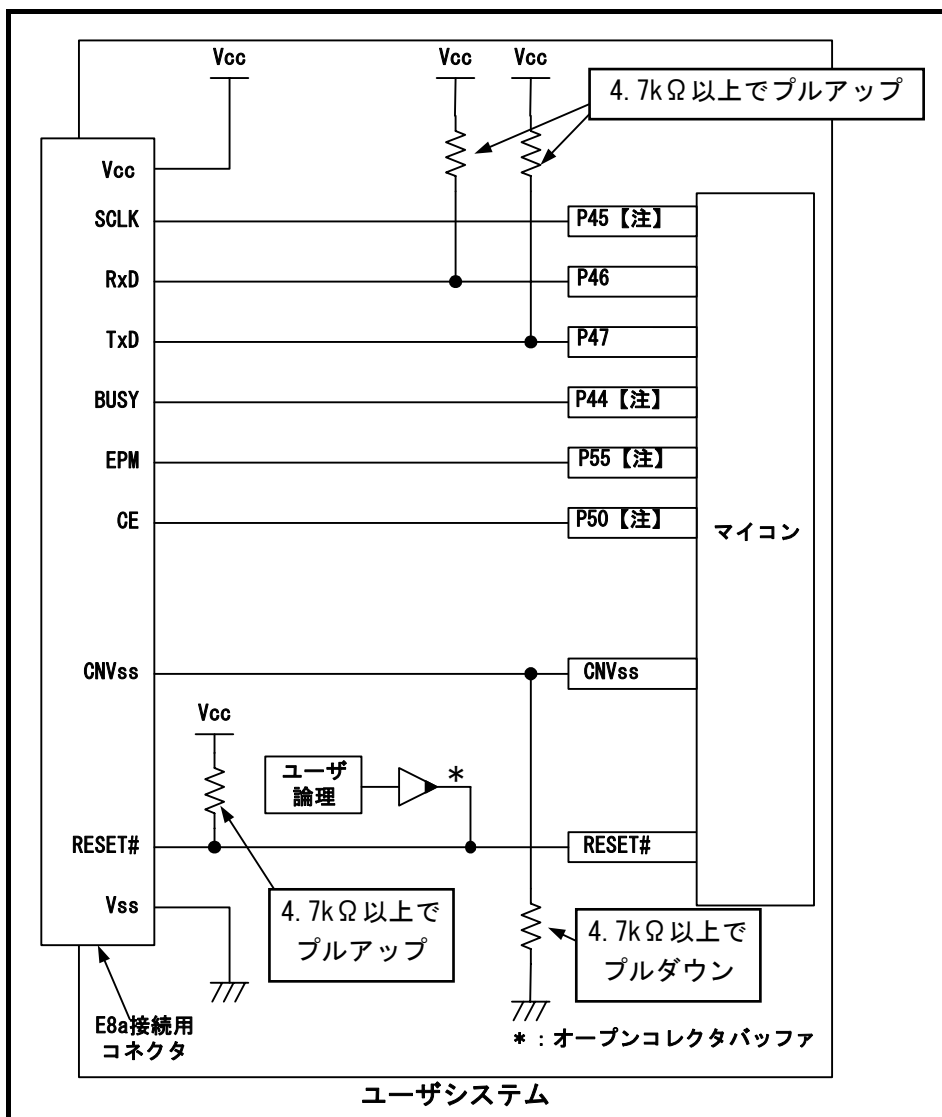 Vcc
Vcc
Vcc
4.7kΩ以上でプルアップ
Vcc
SCLK
P45【注】
RxD
P46
TxD
P47
BUSY
P44【注】
EPM
P55【注】
CE
P50【注】
マイコン
CNVss
CNVss
Vcc
ユーザ
論理
*
RESET#
RESET#
Vss
4.7kΩ以上で
プルアップ
4.7kΩ以上で
プルダウン
E8a接続用
コネクタ
*：オープンコレクタバッファ
ユーザシステム